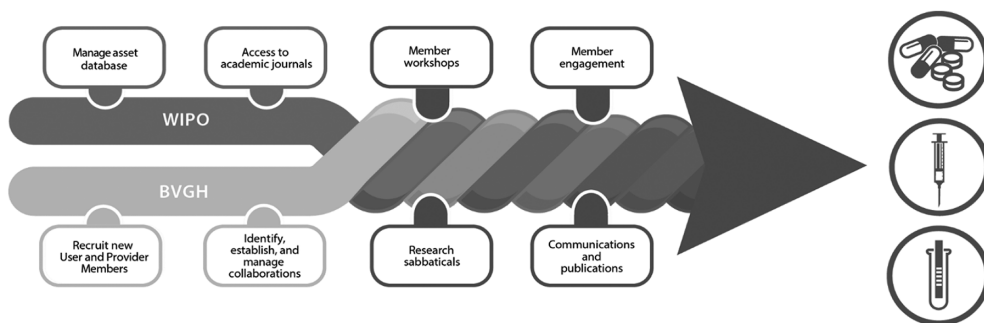 Manage asset
database
Access to
academic journals
Member
workshops
Member
engagement
WIPO
BVGH
Recruit new
User and Provider
Members
Identify,
establish, and
manage
collaborations
Research
sabbaticals
Communications
and
publications